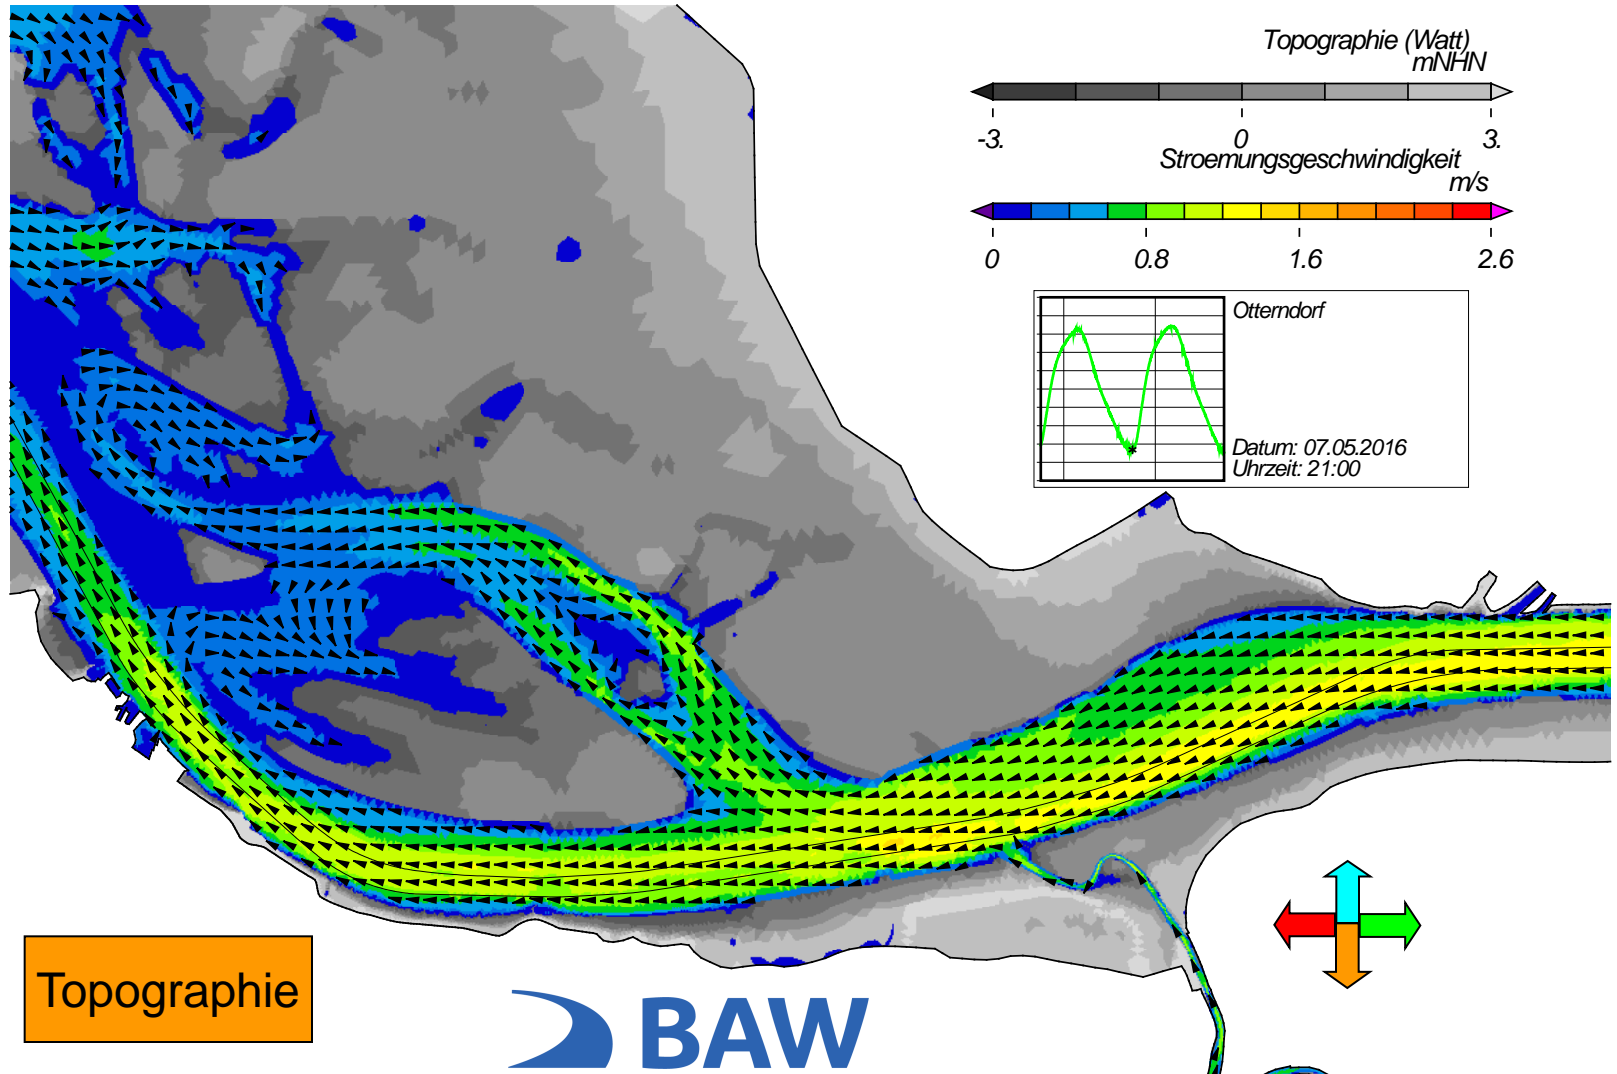 Topographie (Watt)
mNHN
-3. 0 3.
Stroemungsgeschwindigkeit
m/s
0 0.8 1.6 2.6
Otterndorf
Datum: 07.05.2016
Uhrzeit: 21:00
Topographie
BAW